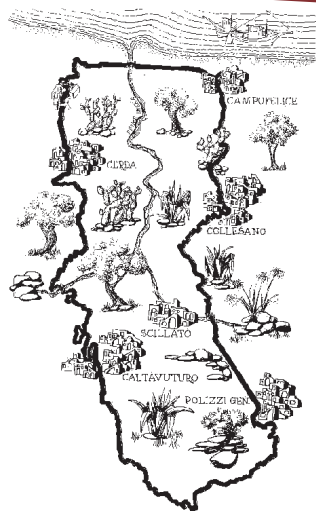 CAMPOFELICE
CERDA
COLLESANO
SCILLATO
CALTAVUTURO
POLIZZI GEN.